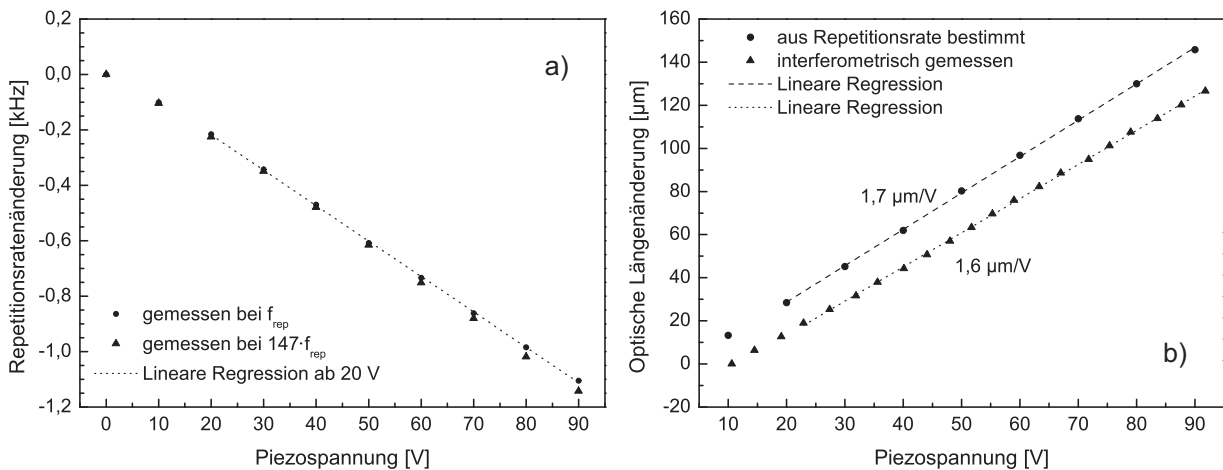 a)
Repetitionsratenänderung [kHz]
0,2
0,0
-0,2
-0,4
-0,6
-0,8
-1,0
-1,2
gemessen bei f_rep
gemessen bei 147·f_rep
Lineare Regression ab 20 V
0 10 20 30 40 50 60 70 80 90
Piezospannung [V]
b)
Optische Längenänderung [µm]
160
140
120
100
80
60
40
20
0
-20
aus Repetitionsrate bestimmt
interferometrisch gemessen
Lineare Regression
Lineare Regression
1,7 µm/V
1,6 µm/V
10 20 30 40 50 60 70 80 90
Piezospannung [V]